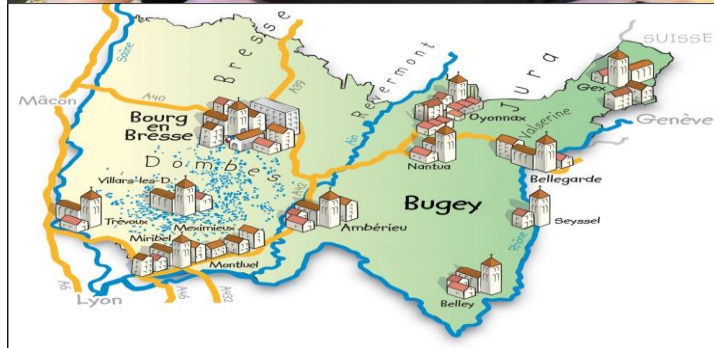 Saône
Bresse
A39
Revermont
Jura
SUISSE
Mâcon
A40
Bourg
en
Bresse
Ain
Oyonnax
Gex
Valserine
Genève
Dombes
Nantua
Bellegarde
Villars-les D.
A42
Bugey
Trévoux
Meximieux
Ambérieu
Seyssel
Miribel
Rhône
Montluel
A6
Lyon
A46
A432
Belley